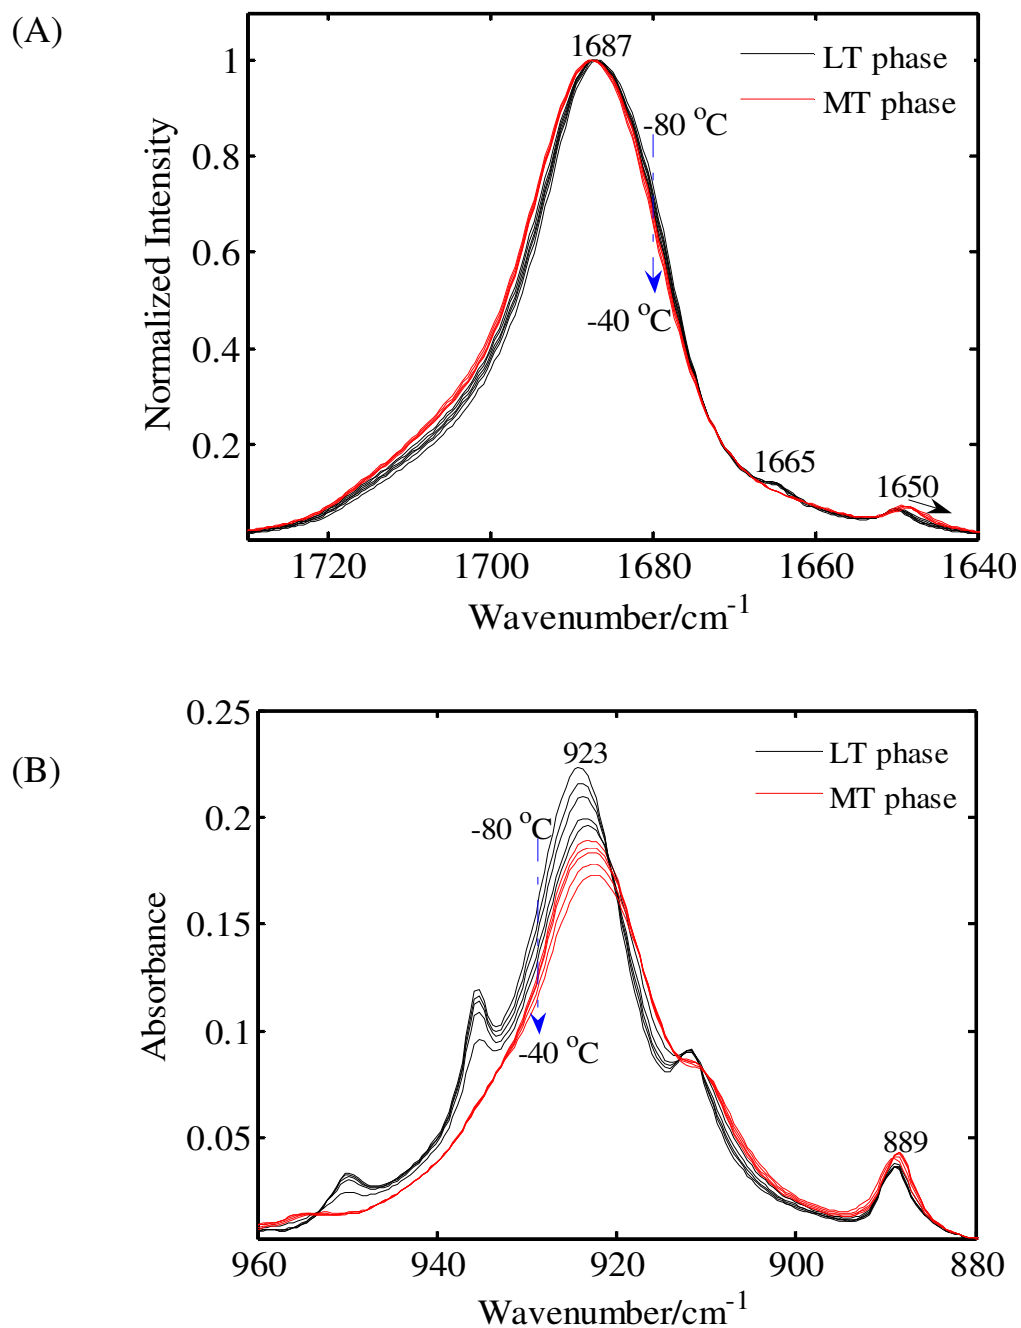 (A)
1687
LT phase
MT phase
1
0.8
0.6
0.4
0.2
-80 °C
-40 °C
1665
1650
Normalized Intensity
1720
1700
1680
1660
1640
Wavenumber/cm⁻¹
(B)
0.25
0.2
0.15
0.1
0.05
923
LT phase
MT phase
-80 °C
-40 °C
889
Absorbance
960
940
920
900
880
Wavenumber/cm⁻¹